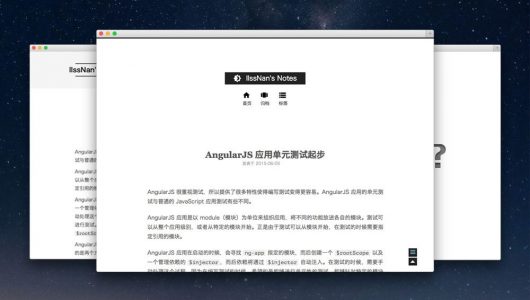 IIssNan's Notes
首页 归档 标签
AngularJS 应用单元测试起步
发表于 2015-06-05
AngularJS 很重视测试，所以提供了很多特性使得编写测试变得更容易。AngularJS 应用的单元测
试与普通的 JavaScript 应用测试有些不同。
AngularJS 应用是以 module（模块）为单位来组织应用，将不同的功能放进各自的模块。测试可
以从整个应用级别，或者从特定的模块开始。正是由于测试可以从模块开始，在测试的时候需要指
定引用的模块。
AngularJS 应用在启动的时候，会寻找 ng-app 指定的模块，而后创建一个 $rootScope 以及
一个管理依赖的 $injector，而后依赖将通过 $injector 自动注入。在测试的时候，需要手
IIssNan's
?